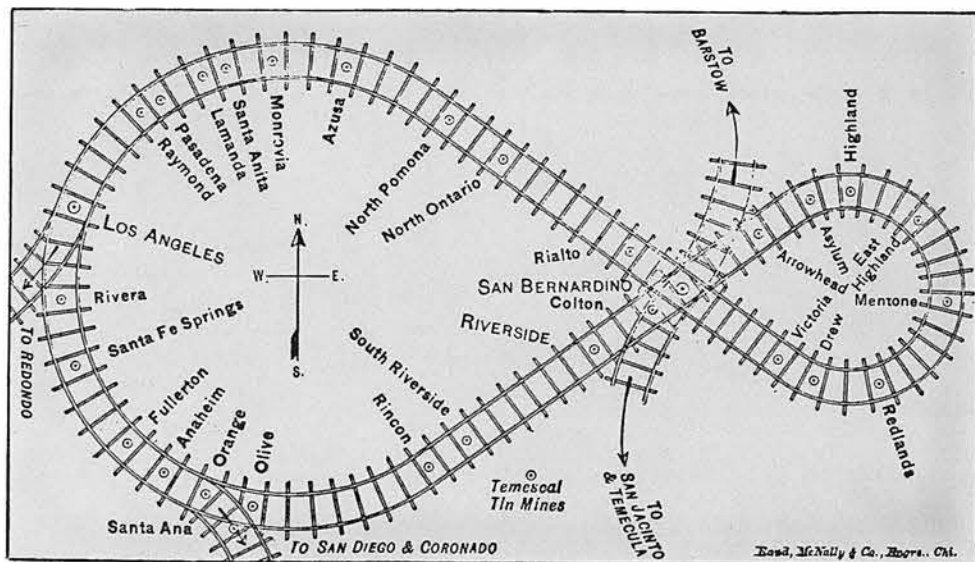 TO
BARSTOW
Highland
Azusa
Monrovia
Santa Anita
Lamanda
Pasadena
Raymond
North Pomona
North Ontario
LOS ANGELES
N.
W.
E.
S.
Rialto
SAN BERNARDINO
Colton
RIVERSIDE
Arrowhead
Asylum
East
Highland
Mentone
Victoria
Drew
Redlands
Rivera
Santa Fe Springs
TO REDONDO
Fullerton
Anaheim
Orange
Olive
South Riverside
Rincon
Temescal
Tin Mines
TO
SAN JACINTO
& TEMECULA
Santa Ana
TO SAN DIEGO & CORONADO
Rand, McNally & Co., Engrs., Chi.